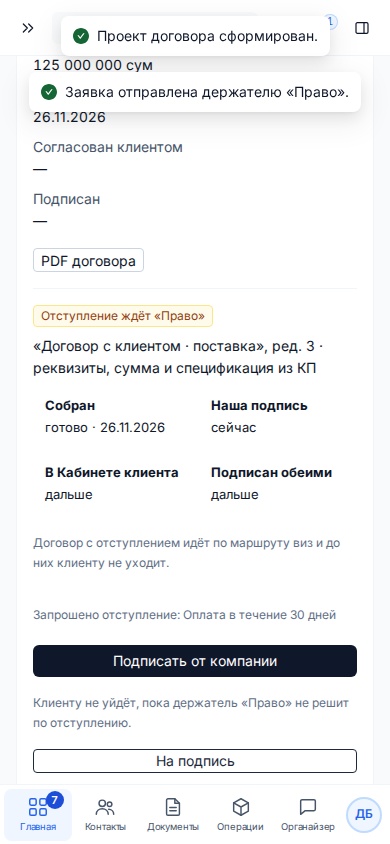 Проект договора сформирован.
1
125 000 000 сум
Заявка отправлена держателю «Право».
26.11.2026
Согласован клиентом
—
Подписан
—
PDF договора
Отступление ждёт «Право»
«Договор с клиентом · поставка», ред. 3 ·
реквизиты, сумма и спецификация из КП
Собран
готово · 26.11.2026
Наша подпись
сейчас
В Кабинете клиента
дальше
Подписан обеими
дальше
Договор с отступлением идёт по маршруту виз и до
них клиенту не уходит.
Запрошено отступление: Оплата в течение 30 дней
Подписать от компании
Клиенту не уйдёт, пока держатель «Право» не решит
по отступлению.
На подпись
7
Главная
Контакты
Документы
Операции
Органайзер
ДБ